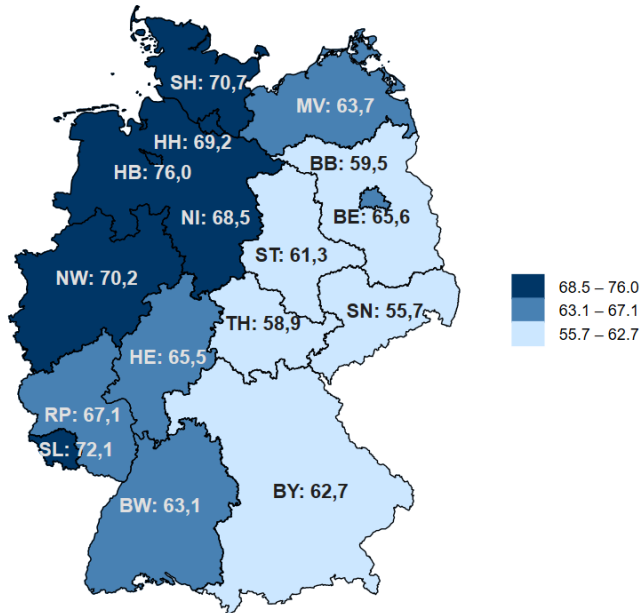 SH: 70,7
MV: 63,7
HH: 69,2
HB: 76,0
BB: 59,5
NI: 68,5
BE: 65,6
ST: 61,3
NW: 70,2
SN: 55,7
TH: 58,9
HE: 65,5
RP: 67,1
SL: 72,1
BW: 63,1
BY: 62,7
68.5 – 76.0
63.1 – 67.1
55.7 – 62.7